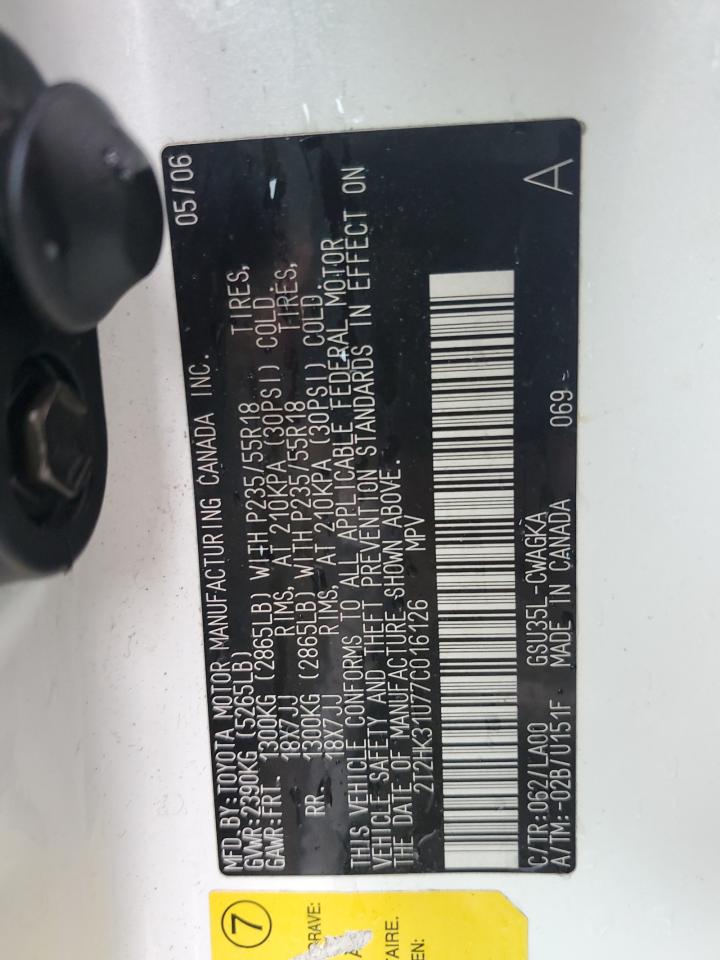 MFD. BY: TOYOTA MOTOR MANUFACTURING CANADA INC. 05/06
GVWR: 2390KG (5265LB)
GAWR: FRT. 1300KG (2865LB) WITH P235/55R18 TIRES,
18X7JJ RIMS, AT 210KPA (30PSI) COLD.
RR. 1300KG (2865LB) WITH P235/55R18 TIRES,
18X7JJ RIMS, AT 210KPA (30PSI) COLD.
THIS VEHICLE CONFORMS TO ALL APPLICABLE FEDERAL MOTOR
VEHICLE SAFETY AND THEFT PREVENTION STANDARDS IN EFFECT ON
THE DATE OF MANUFACTURE SHOWN ABOVE.
2T2HK31U77C016126 MPV
C/TR: 062/LA00 GSU35L-CWAGKA 069 A
A/TM: -02B/U151F MADE IN CANADA
7
GRAVE:
TAIRE.
EN: